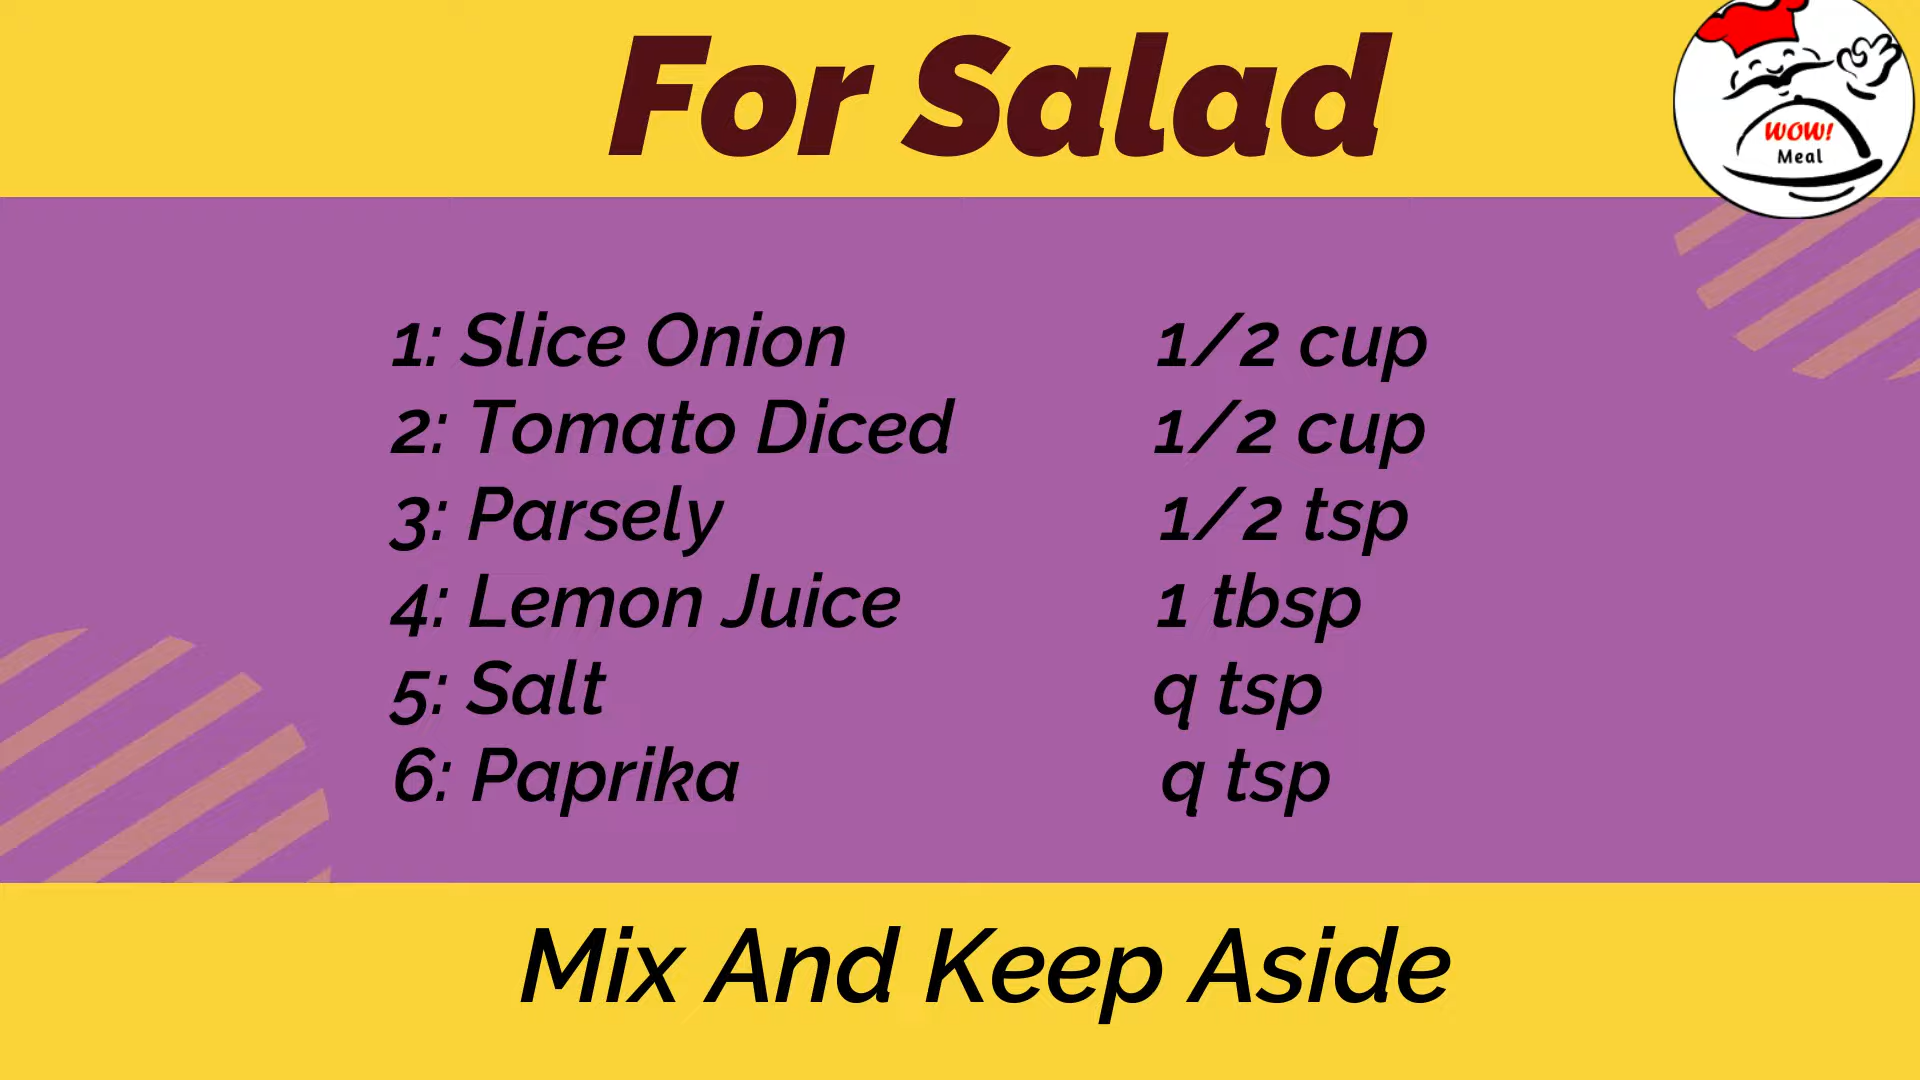 For Salad
WOW!
Meal
1: Slice Onion 1/2 cup
2: Tomato Diced 1/2 cup
3: Parsely 1/2 tsp
4: Lemon Juice 1 tbsp
5: Salt q tsp
6: Paprika q tsp
Mix And Keep Aside